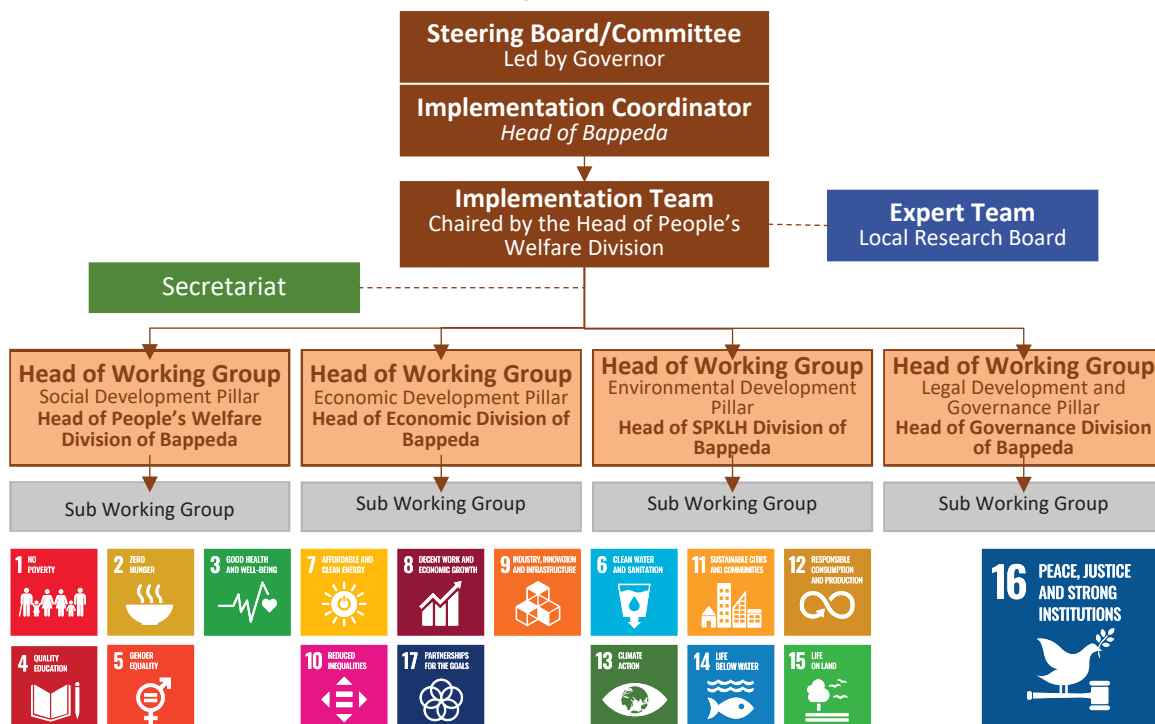 Steering Board/Committee
Led by Governor
Implementation Coordinator
Head of Bappeda
Implementation Team
Chaired by the Head of People's
Welfare Division
Expert Team
Local Research Board
Secretariat
Head of Working Group
Social Development Pillar
Head of People's Welfare
Division of Bappeda
Head of Working Group
Economic Development Pillar
Head of Economic Division of
Bappeda
Head of Working Group
Environmental Development
Pillar
Head of SPKLH Division of
Bappeda
Head of Working Group
Legal Development and
Governance Pillar
Head of Governance Division
of Bappeda
Sub Working Group
Sub Working Group
Sub Working Group
Sub Working Group
1 NO
POVERTY
2 ZERO
HUNGER
3 GOOD HEALTH
AND WELL-BEING
4 QUALITY
EDUCATION
5 GENDER
EQUALITY
7 AFFORDABLE AND
CLEAN ENERGY
8 DECENT WORK AND
ECONOMIC GROWTH
9 INDUSTRY, INNOVATION
AND INFRASTRUCTURE
10 REDUCED
INEQUALITIES
17 PARTNERSHIPS
FOR THE GOALS
6 CLEAN WATER
AND SANITATION
11 SUSTAINABLE CITIES
AND COMMUNITIES
12 RESPONSIBLE
CONSUMPTION
AND PRODUCTION
13 CLIMATE
ACTION
14 LIFE
BELOW WATER
15 LIFE
ON LAND
16 PEACE, JUSTICE
AND STRONG
INSTITUTIONS